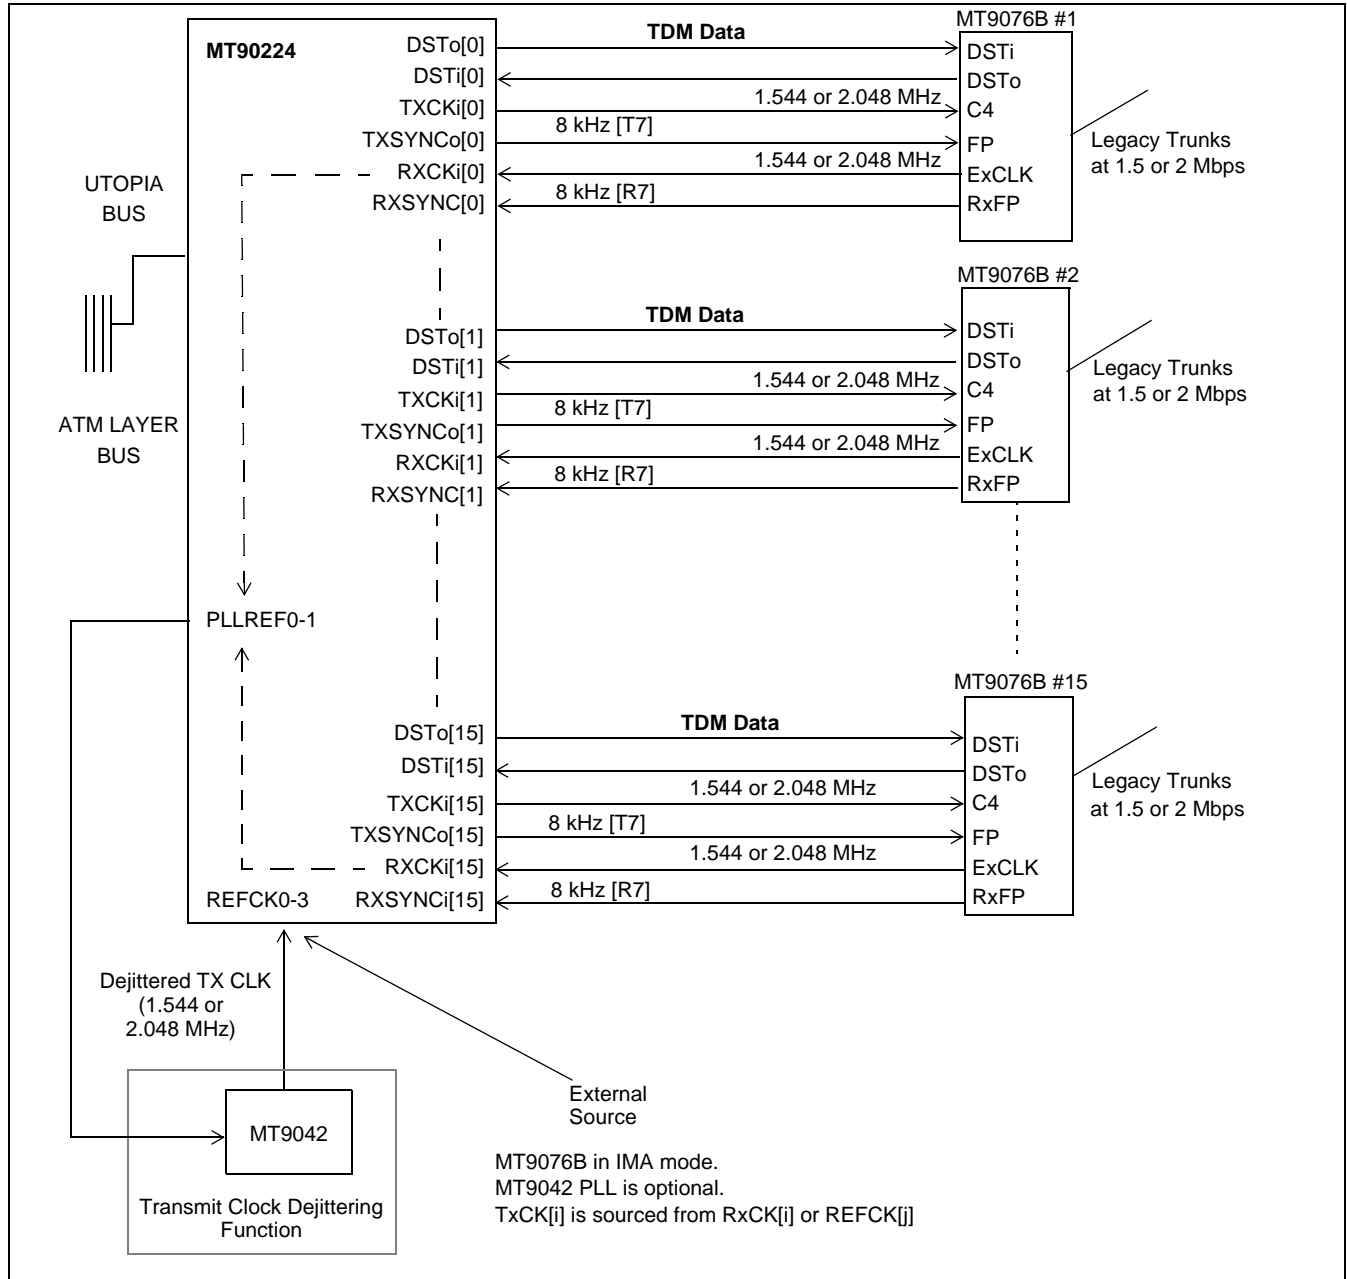 MT90224
UTOPIA
BUS
ATM LAYER
BUS
DSTo[0]
DSTi[0]
TXCKi[0]
TXSYNCo[0]
RXCKi[0]
RXSYNC[0]
TDM Data
1.544 or 2.048 MHz
8 kHz [T7]
1.544 or 2.048 MHz
8 kHz [R7]
MT9076B #1
DSTi
DSTo
C4
FP
ExCLK
RxFP
Legacy Trunks
at 1.5 or 2 Mbps
DSTo[1]
DSTi[1]
TXCKi[1]
TXSYNCo[1]
RXCKi[1]
RXSYNC[1]
TDM Data
1.544 or 2.048 MHz
8 kHz [T7]
1.544 or 2.048 MHz
8 kHz [R7]
MT9076B #2
DSTi
DSTo
C4
FP
ExCLK
RxFP
Legacy Trunks
at 1.5 or 2 Mbps
PLLREF0-1
DSTo[15]
DSTi[15]
TXCKi[15]
TXSYNCo[15]
RXCKi[15]
RXSYNCi[15]
REFCK0-3
TDM Data
1.544 or 2.048 MHz
8 kHz [T7]
1.544 or 2.048 MHz
8 kHz [R7]
MT9076B #15
DSTi
DSTo
C4
FP
ExCLK
RxFP
Legacy Trunks
at 1.5 or 2 Mbps
Dejittered TX CLK
(1.544 or
2.048 MHz)
MT9042
Transmit Clock Dejittering
Function
External
Source
MT9076B in IMA mode.
MT9042 PLL is optional.
TxCK[i] is sourced from RxCK[i] or REFCK[j]